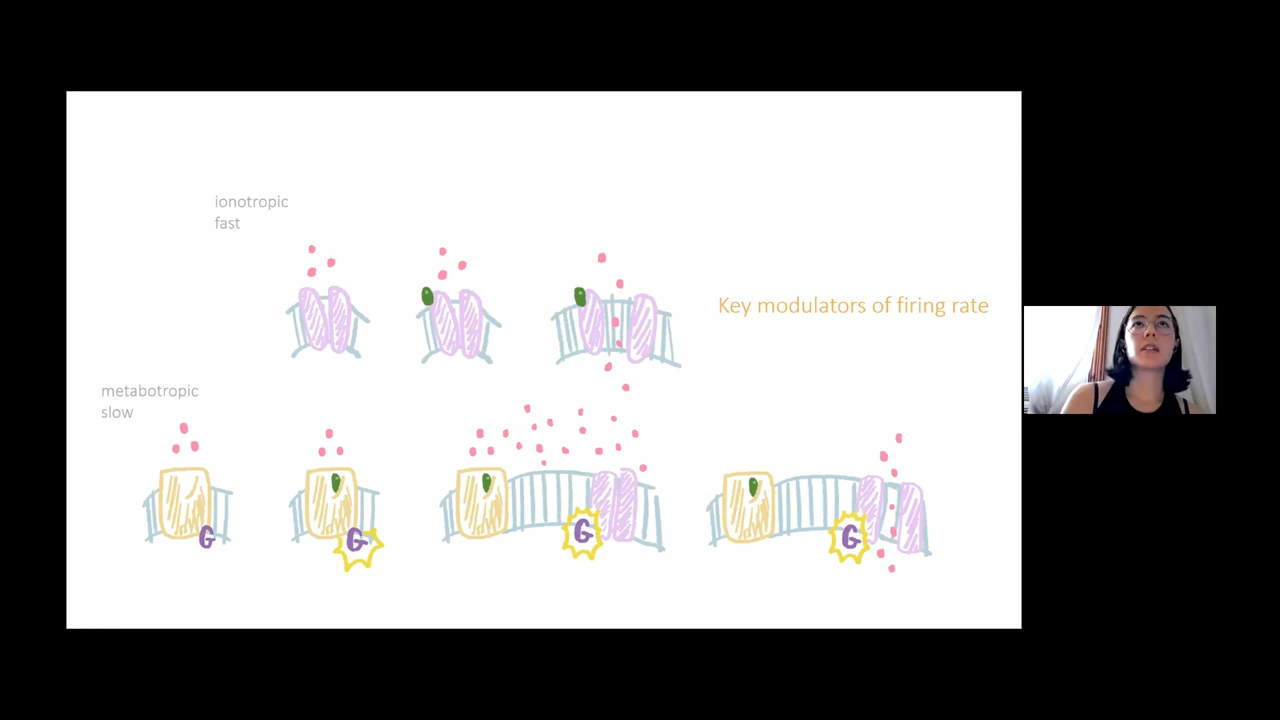 ionotropic
fast
Key modulators of firing rate
metabotropic
slow
G
G
G
G